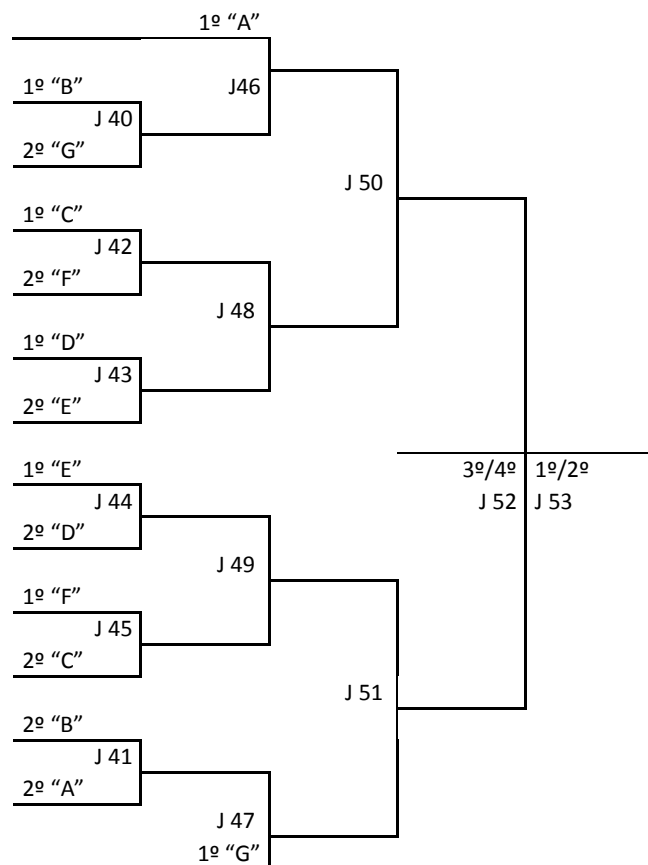 1º “A”
1º “B”
J46
J 40
2º “G”
J 50
1º “C”
J 42
2º “F”
J 48
1º “D”
J 43
2º “E”
1º “E”
3º/4º 1º/2º
J 44
J 52 J 53
2º “D”
J 49
1º “F”
J 45
2º “C”
J 51
2º “B”
J 41
2º “A”
J 47
1º “G”